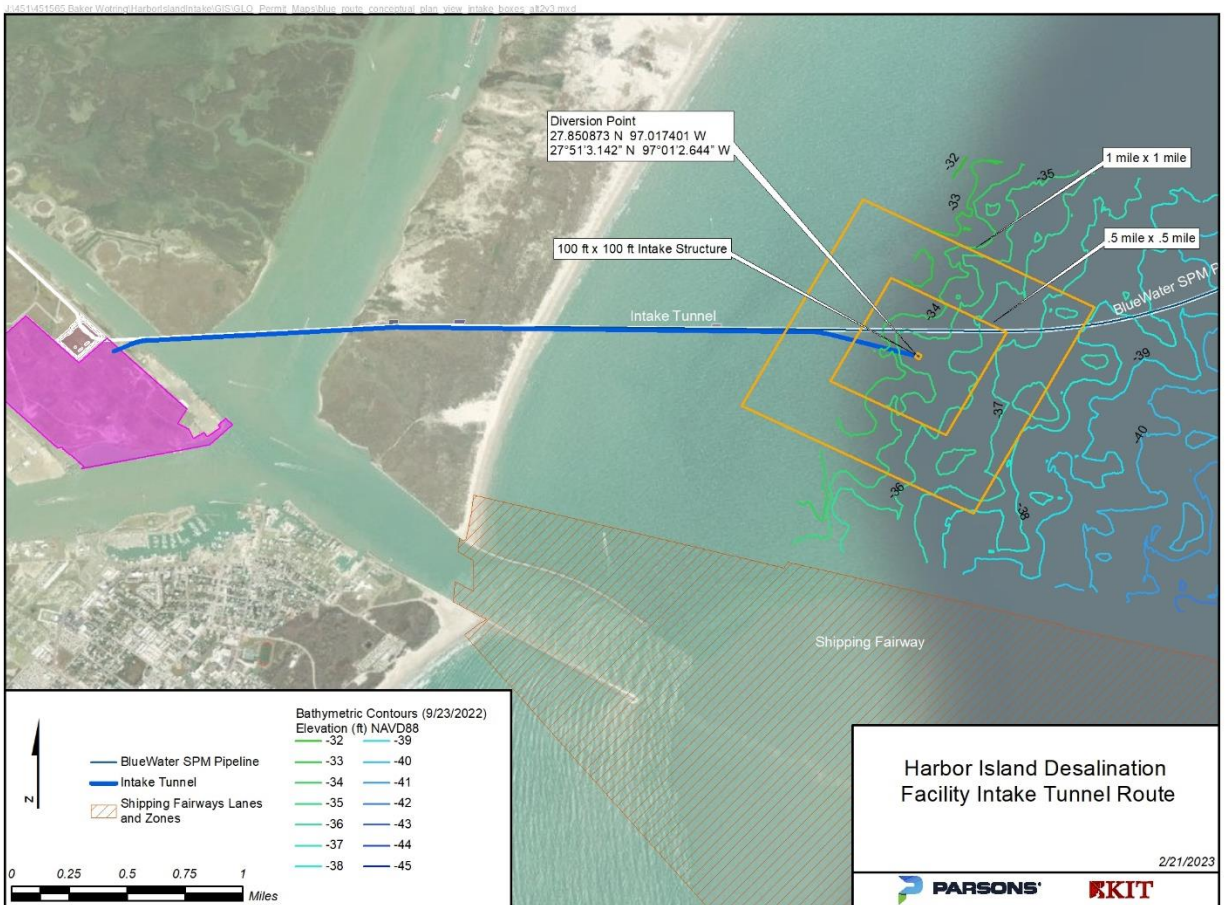 J:\451\451565 Baker Wotring\HarborIslandIntake\GIS\GLO_Permit_Maps\blue_route_conceptual_plan_view_intake_boxes_alt2v3.mxd
Diversion Point
27.850873 N 97.017401 W
27°51'3.142" N 97°01'2.644" W
1 mile x 1 mile
100 ft x 100 ft Intake Structure
.5 mile x .5 mile
-32
-33
-35
-34
Intake Tunnel
BlueWater SPM P
-39
-37
-40
-36
-38
Shipping Fairway
N
BlueWater SPM Pipeline
Intake Tunnel
Shipping Fairways Lanes
and Zones
0 0.25 0.5 0.75 1
Miles
Bathymetric Contours (9/23/2022)
Elevation (ft) NAVD88
-32 -39
-33 -40
-34 -41
-35 -42
-36 -43
-37 -44
-38 -45
Harbor Island Desalination
Facility Intake Tunnel Route
2/21/2023
PARSONS
KIT